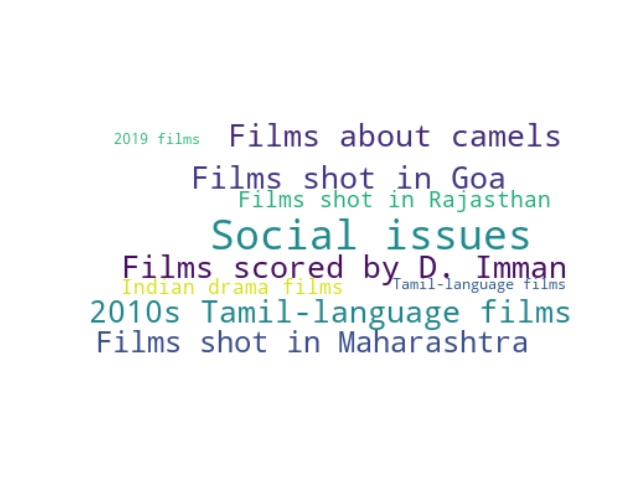 2019 films
Films about camels
Films shot in Goa
Films shot in Rajasthan
Social issues
Films scored by D. Imman
Indian drama films
Tamil-language films
2010s Tamil-language films
Films shot in Maharashtra